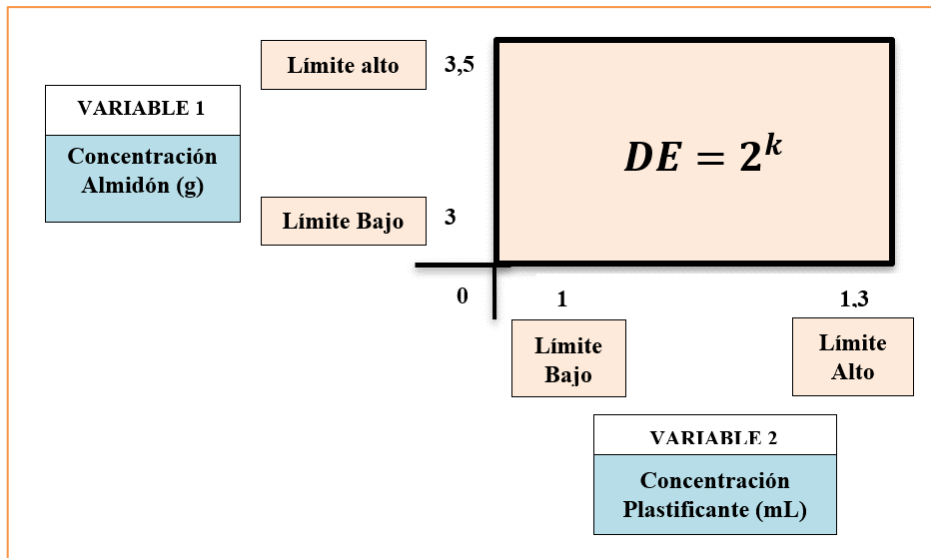 Límite alto
3,5
VARIABLE 1
Concentración
Almidón (g)
Límite Bajo
3
DE = 2^k
0
1
1,3
Límite
Bajo
Límite
Alto
VARIABLE 2
Concentración
Plastificante (mL)